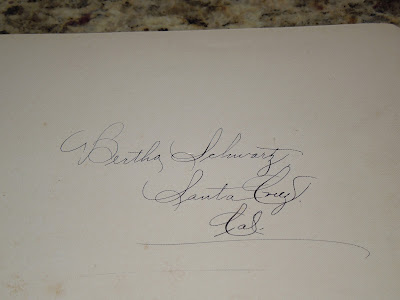 Bertha Schwartz
Santa Cruz.
Cal.